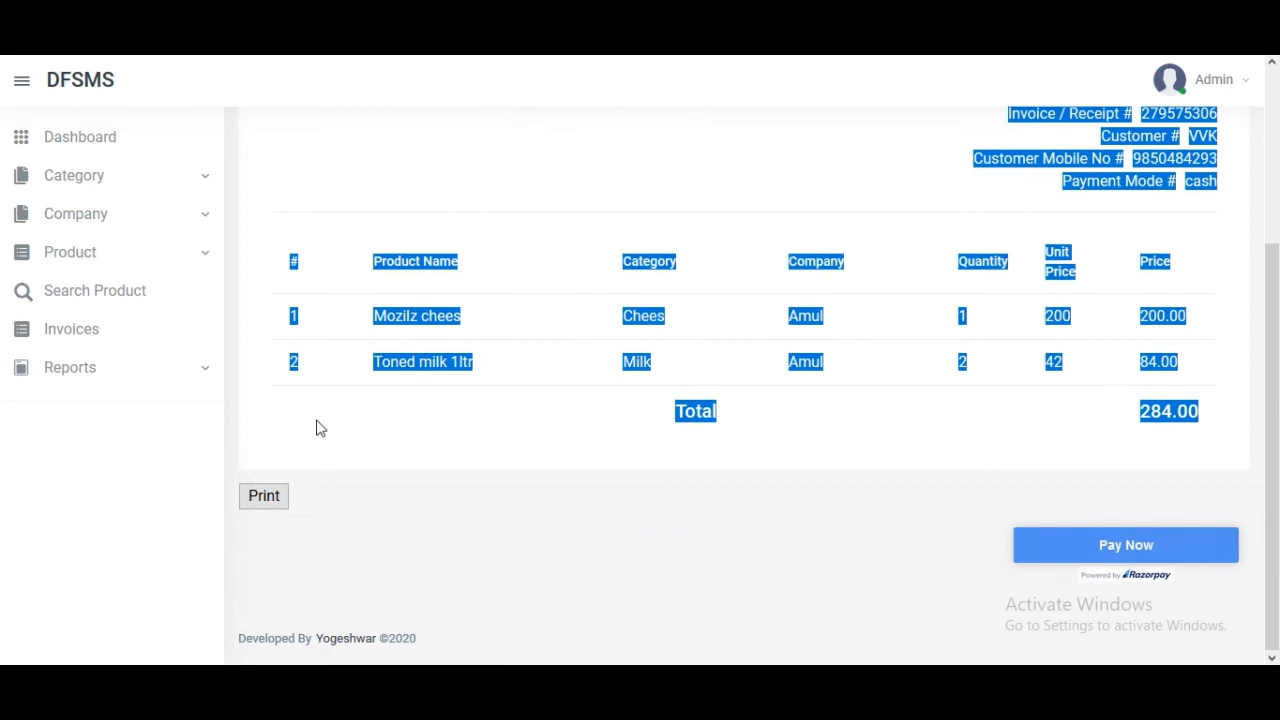 DFSMS
Admin
Dashboard
Category
Company
Product
Search Product
Invoices
Reports
Invoice / Receipt # 279575306
Customer # VVK
Customer Mobile No # 9850484293
Payment Mode # cash
# Product Name Category Company Quantity Unit Price Price
1 Mozilz chees Chees Amul 1 200 200.00
2 Toned milk 1ltr Milk Amul 2 42 84.00
Total 284.00
Print
Pay Now
Powered by Razorpay
Activate Windows
Go to Settings to activate Windows.
Developed By Yogeshwar ©2020